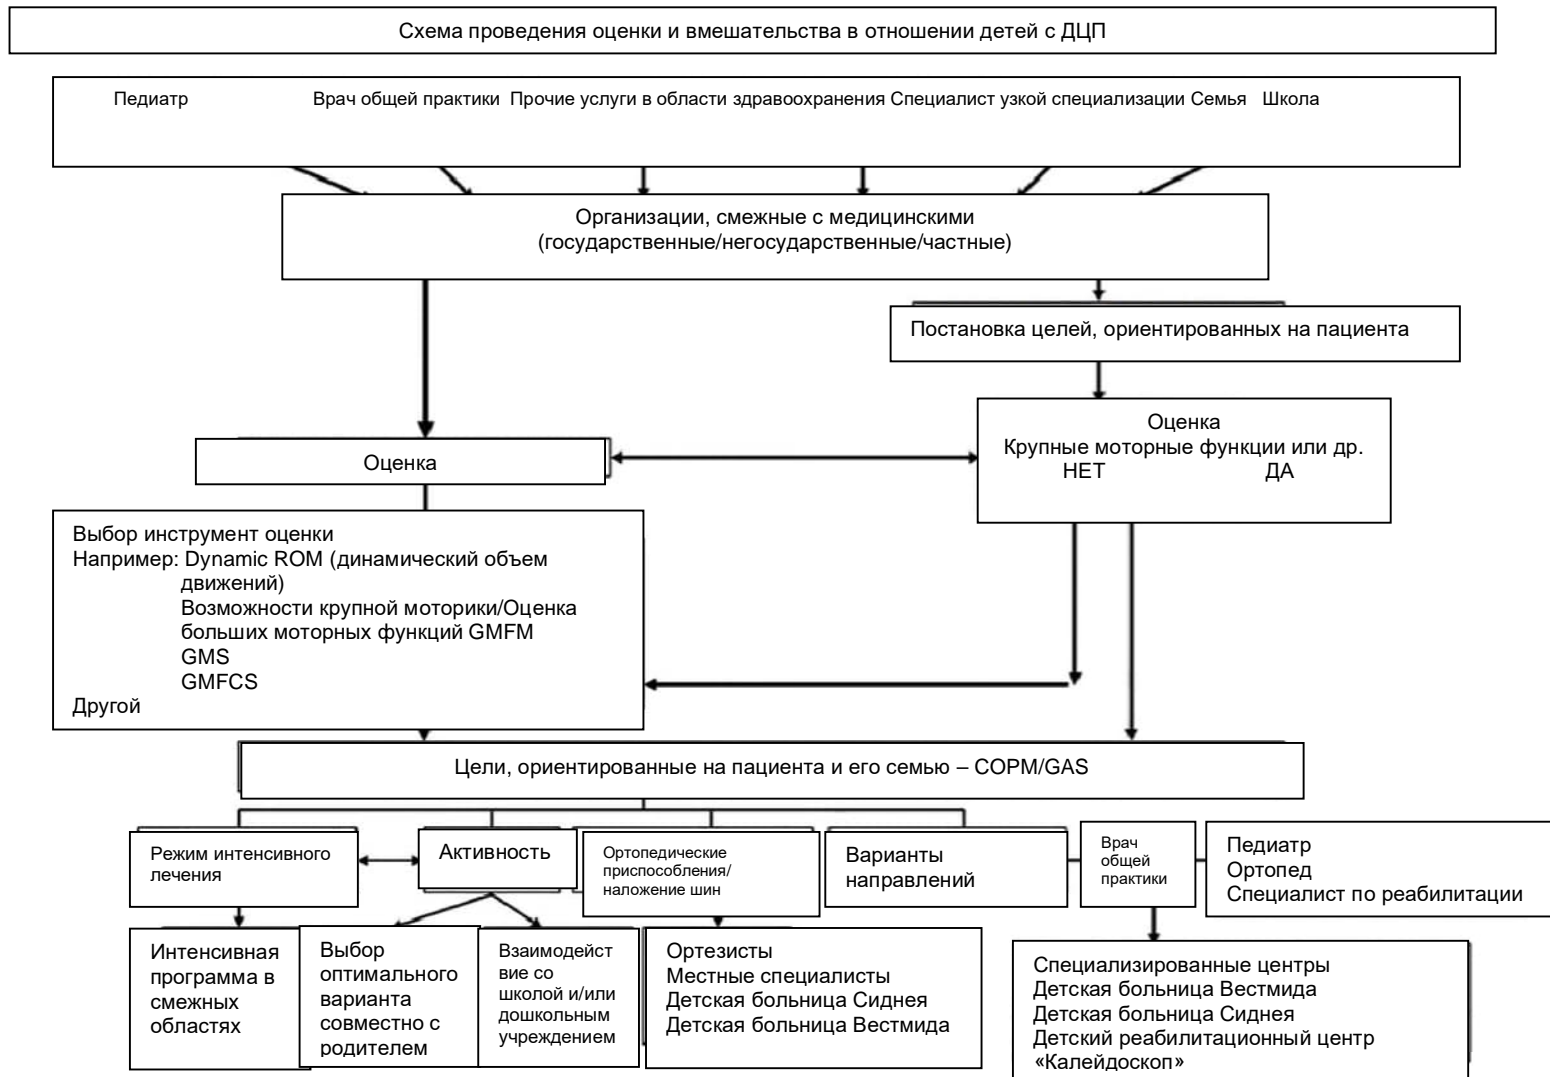 Схема проведения оценки и вмешательства в отношении детей с ДЦП
Педиатр Врач общей практики Прочие услуги в области здравоохранения Специалист узкой специализации Семья Школа
Организации, смежные с медицинскими
(государственные/негосударственные/частные)
Постановка целей, ориентированных на пациента
Оценка
Крупные моторные функции или др.
НЕТ ДА
Оценка
Выбор инструмент оценки
Например: Dynamic ROM (динамический объем
движений)
Возможности крупной моторики/Оценка
больших моторных функций GMFM
GMS
GMFCS
Другой
Цели, ориентированные на пациента и его семью – COPM/GAS
Режим интенсивного
лечения
Активность
Ортопедические
приспособления/
наложение шин
Варианты
направлений
Врач
общей
практики
Педиатр
Ортопед
Специалист по реабилитации
Интенсивная
программа в
смежных
областях
Выбор
оптимального
варианта
совместно с
родителем
Взаимодейст
вие со
школой и/или
дошкольным
учреждением
Ортезисты
Местные специалисты
Детская больница Сиднея
Детская больница Вестмида
Специализированные центры
Детская больница Вестмида
Детская больница Сиднея
Детский реабилитационный центр
«Калейдоскоп»